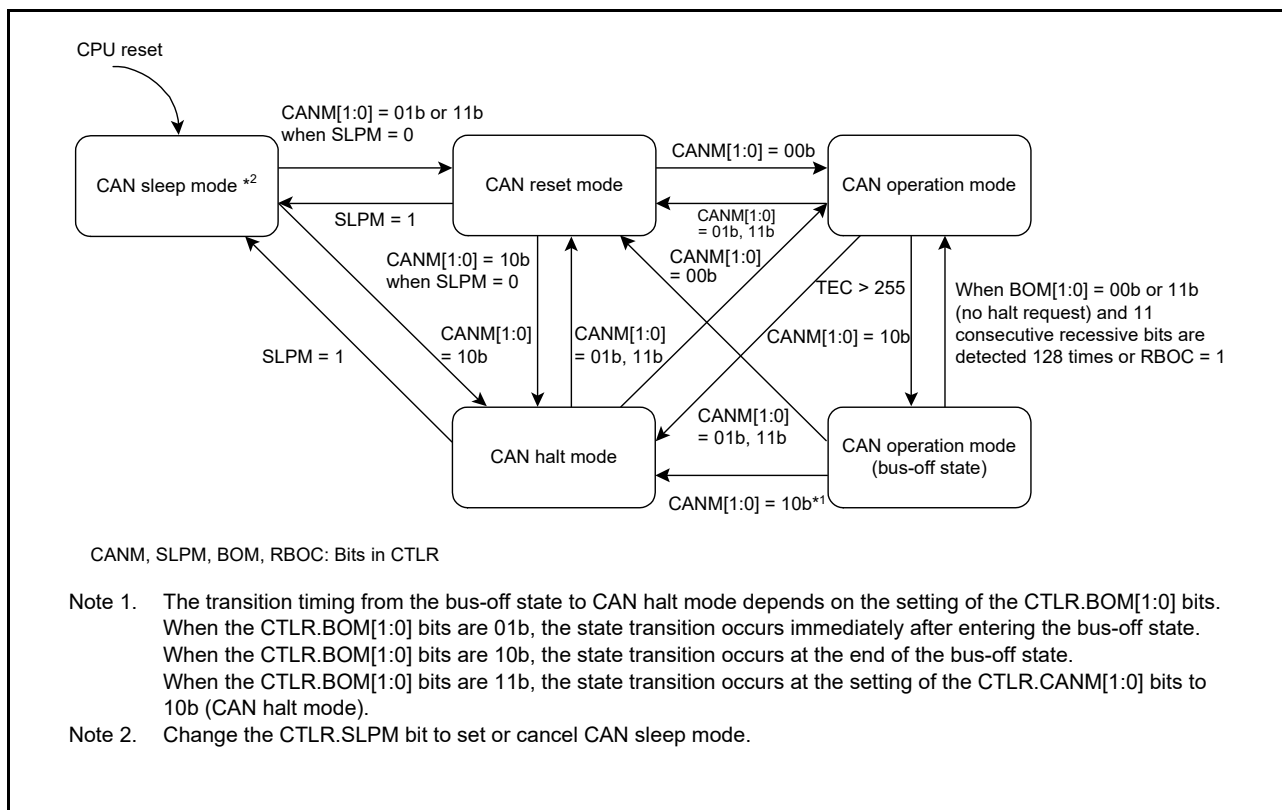 CPU reset
CANM[1:0] = 01b or 11b
when SLPM = 0
CAN sleep mode *2
CAN reset mode
CANM[1:0] = 00b
CAN operation mode
SLPM = 1
CANM[1:0]
= 01b, 11b
CANM[1:0] = 10b
when SLPM = 0
CANM[1:0]
= 00b
TEC > 255
When BOM[1:0] = 00b or 11b
(no halt request) and 11
consecutive recessive bits are
detected 128 times or RBOC = 1
SLPM = 1
CANM[1:0]
= 10b
CANM[1:0]
= 01b, 11b
CANM[1:0] = 10b
CANM[1:0]
= 01b, 11b
CAN halt mode
CAN operation mode
(bus-off state)
CANM[1:0] = 10b*1
CANM, SLPM, BOM, RBOC: Bits in CTLR
Note 1. The transition timing from the bus-off state to CAN halt mode depends on the setting of the CTLR.BOM[1:0] bits.
When the CTLR.BOM[1:0] bits are 01b, the state transition occurs immediately after entering the bus-off state.
When the CTLR.BOM[1:0] bits are 10b, the state transition occurs at the end of the bus-off state.
When the CTLR.BOM[1:0] bits are 11b, the state transition occurs at the setting of the CTLR.CANM[1:0] bits to
10b (CAN halt mode).
Note 2. Change the CTLR.SLPM bit to set or cancel CAN sleep mode.